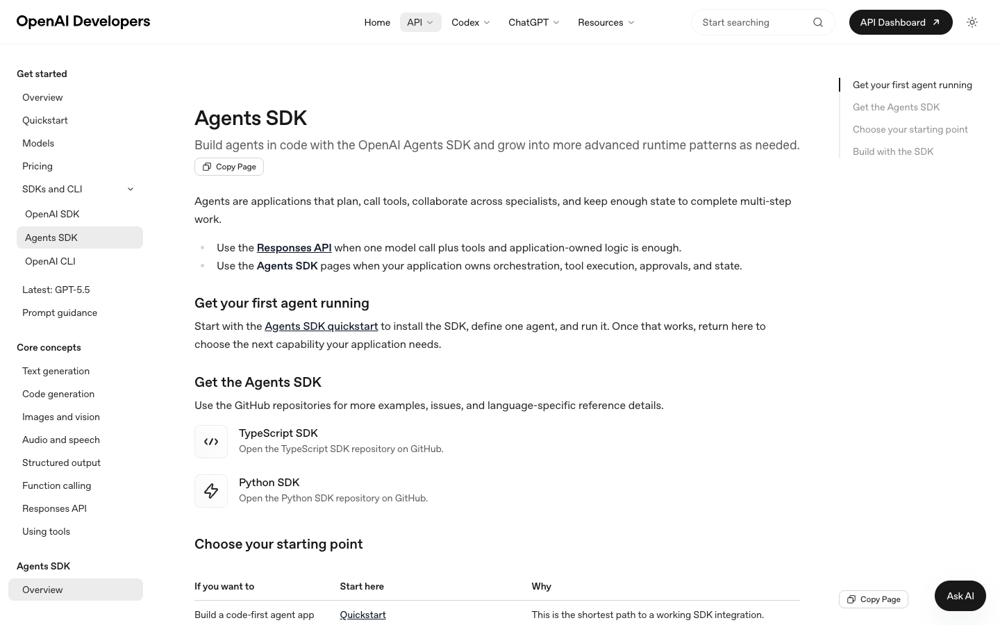 OpenAI Developers
Home
API
Codex
ChatGPT
Resources
Start searching
API Dashboard
Get started
Overview
Quickstart
Models
Pricing
SDKs and CLI
OpenAI SDK
Agents SDK
OpenAI CLI
Latest: GPT-5.5
Prompt guidance
Core concepts
Text generation
Code generation
Images and vision
Audio and speech
Structured output
Function calling
Responses API
Using tools
Agents SDK
Overview
Agents SDK
Build agents in code with the OpenAI Agents SDK and grow into more advanced runtime patterns as needed.
Copy Page
Agents are applications that plan, call tools, collaborate across specialists, and keep enough state to complete multi-step
work.
Use the Responses API when one model call plus tools and application-owned logic is enough.
Use the Agents SDK pages when your application owns orchestration, tool execution, approvals, and state.
Get your first agent running
Start with the Agents SDK quickstart to install the SDK, define one agent, and run it. Once that works, return here to
choose the next capability your application needs.
Get the Agents SDK
Use the GitHub repositories for more examples, issues, and language-specific reference details.
TypeScript SDK
Open the TypeScript SDK repository on GitHub.
Python SDK
Open the Python SDK repository on GitHub.
Choose your starting point
If you want to
Start here
Why
Build a code-first agent app
Quickstart
This is the shortest path to a working SDK integration.
Get your first agent running
Get the Agents SDK
Choose your starting point
Build with the SDK
Copy Page
Ask AI